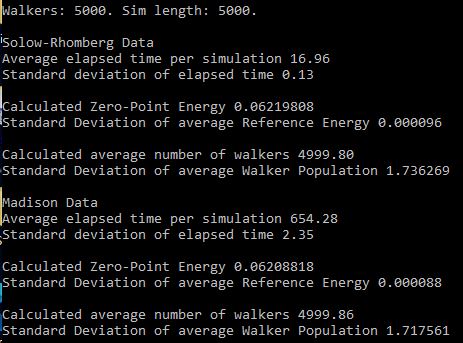 Walkers: 5000. Sim length: 5000.
Solow-Rhomberg Data
Average elapsed time per simulation 16.96
Standard deviation of elapsed time 0.13
Calculated Zero-Point Energy 0.06219808
Standard Deviation of average Reference Energy 0.000096
Calculated average number of walkers 4999.80
Standard Deviation of average Walker Population 1.736269
Madison Data
Average elapsed time per simulation 654.28
Standard deviation of elapsed time 2.35
Calculated Zero-Point Energy 0.06208818
Standard Deviation of average Reference Energy 0.000088
Calculated average number of walkers 4999.86
Standard Deviation of average Walker Population 1.717561